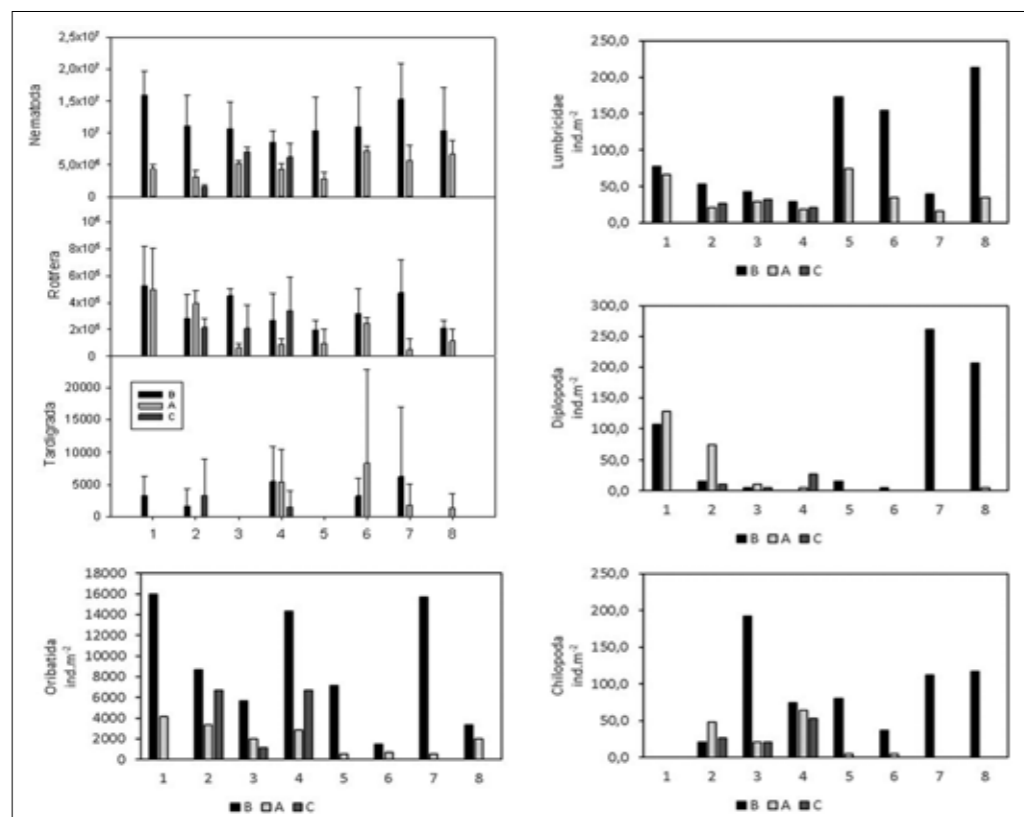 2,5x10⁷
2,0x10⁷
1,5x10⁷
10⁷
5,0x10⁶
0
Nematoda
10⁶
8x10⁵
6x10⁵
4x10⁵
2x10⁵
0
Rotifera
B
A
C
20000
15000
10000
5000
0
Tardigrada
1 2 3 4 5 6 7 8
18000
16000
14000
12000
10000
8000
6000
4000
2000
0
Oribatida
ind.m⁻²
1 2 3 4 5 6 7 8
B A C
250,0
200,0
150,0
100,0
50,0
0,0
Lumbricidae
ind.m⁻²
1 2 3 4 5 6 7 8
B A C
300,0
250,0
200,0
150,0
100,0
50,0
0,0
Diplopoda
ind.m⁻²
1 2 3 4 5 6 7 8
B A C
250,0
200,0
150,0
100,0
50,0
0,0
Chilopoda
ind.m⁻²
1 2 3 4 5 6 7 8
B A C